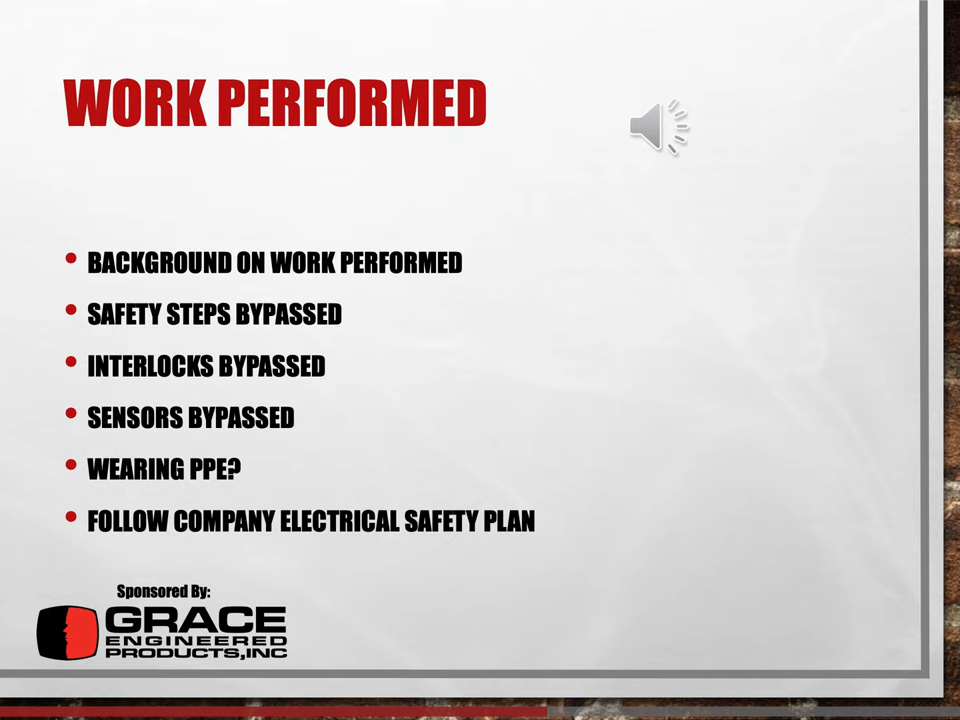 WORK PERFORMED
• BACKGROUND ON WORK PERFORMED
• SAFETY STEPS BYPASSED
• INTERLOCKS BYPASSED
• SENSORS BYPASSED
• WEARING PPE?
• FOLLOW COMPANY ELECTRICAL SAFETY PLAN
Sponsored By:
GRACE
ENGINEERED
PRODUCTS,INC